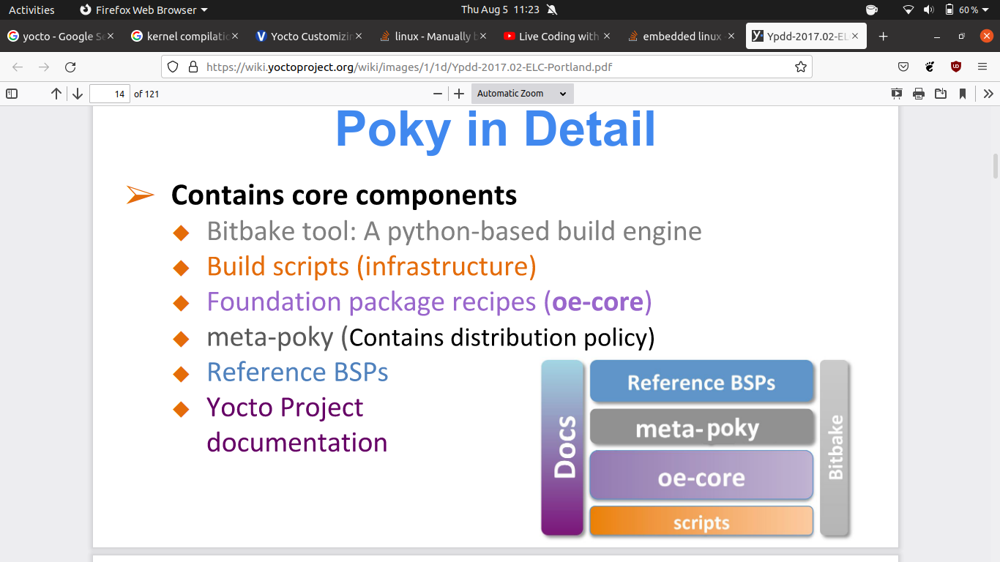 Activities
Firefox Web Browser
Thu Aug 5 11:23
60 %
yocto - Google Se
kernel compilatio
Yocto Customizin
linux - Manually b
Live Coding with
embedded linux -
Ypdd-2017.02-EL
https://wiki.yoctoproject.org/wiki/images/1/1d/Ypdd-2017.02-ELC-Portland.pdf
14 of 121
Automatic Zoom
Poky in Detail
Contains core components
Bitbake tool: A python-based build engine
Build scripts (infrastructure)
Foundation package recipes (oe-core)
meta-poky (Contains distribution policy)
Reference BSPs
Yocto Project
documentation
Docs
Reference BSPs
meta-poky
oe-core
scripts
Bitbake